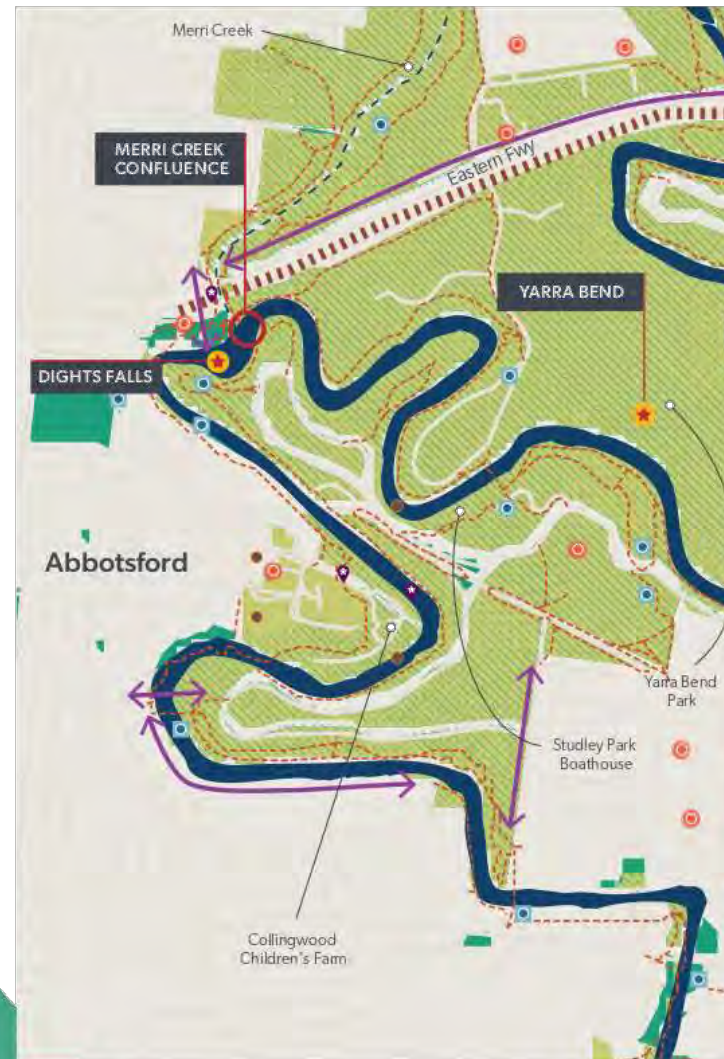 Merri Creek
MERRI CREEK
CONFLUENCE
Eastern Fwy
YARRA BEND
DIGHTS FALLS
Abbotsford
Yarra Bend
Park
Studley Park
Boathouse
Collingwood
Children's Farm